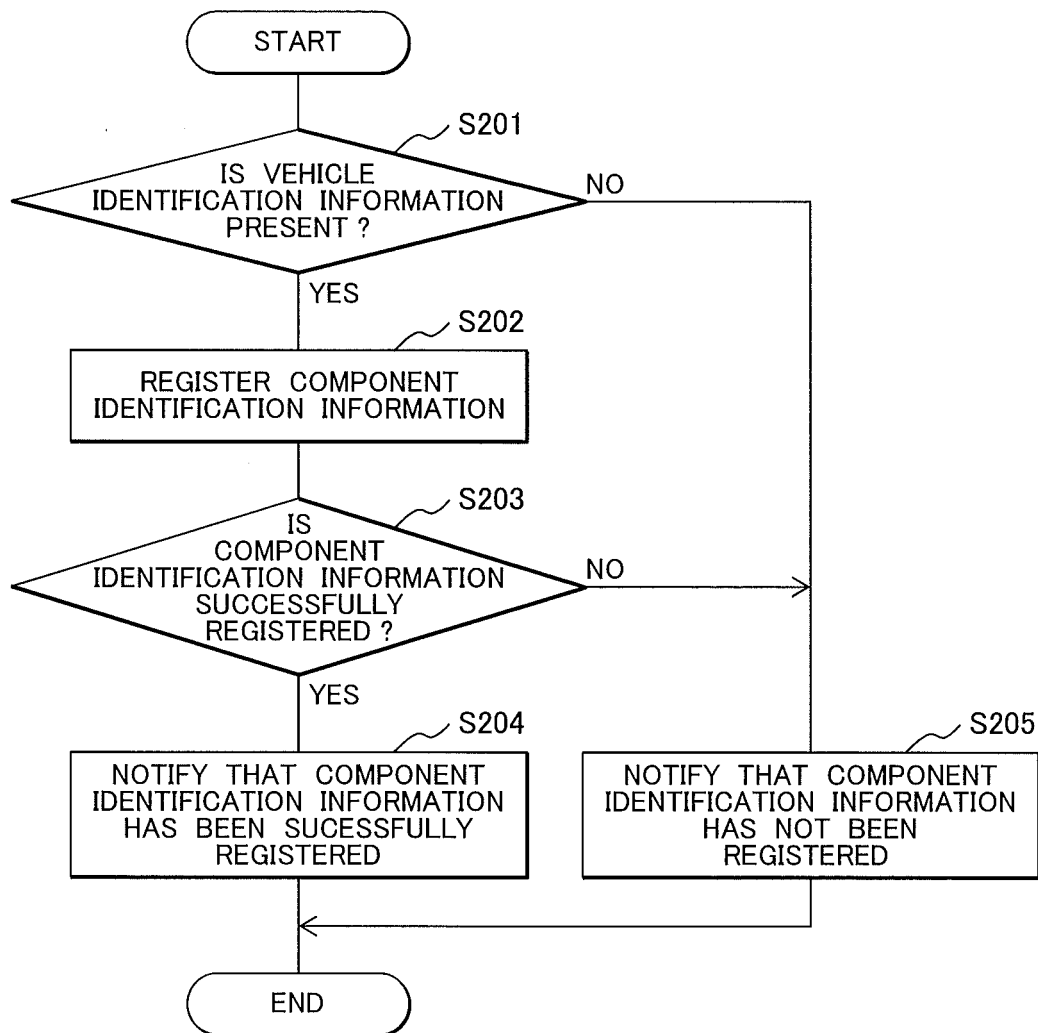 START
S201
IS VEHICLE
IDENTIFICATION INFORMATION
PRESENT ?
NO
YES
S202
REGISTER COMPONENT
IDENTIFICATION INFORMATION
S203
IS
COMPONENT
IDENTIFICATION INFORMATION
SUCCESSFULLY
REGISTERED ?
NO
YES
S204
NOTIFY THAT COMPONENT
IDENTIFICATION INFORMATION
HAS BEEN SUCESSFULLY
REGISTERED
S205
NOTIFY THAT COMPONENT
IDENTIFICATION INFORMATION
HAS NOT BEEN
REGISTERED
END